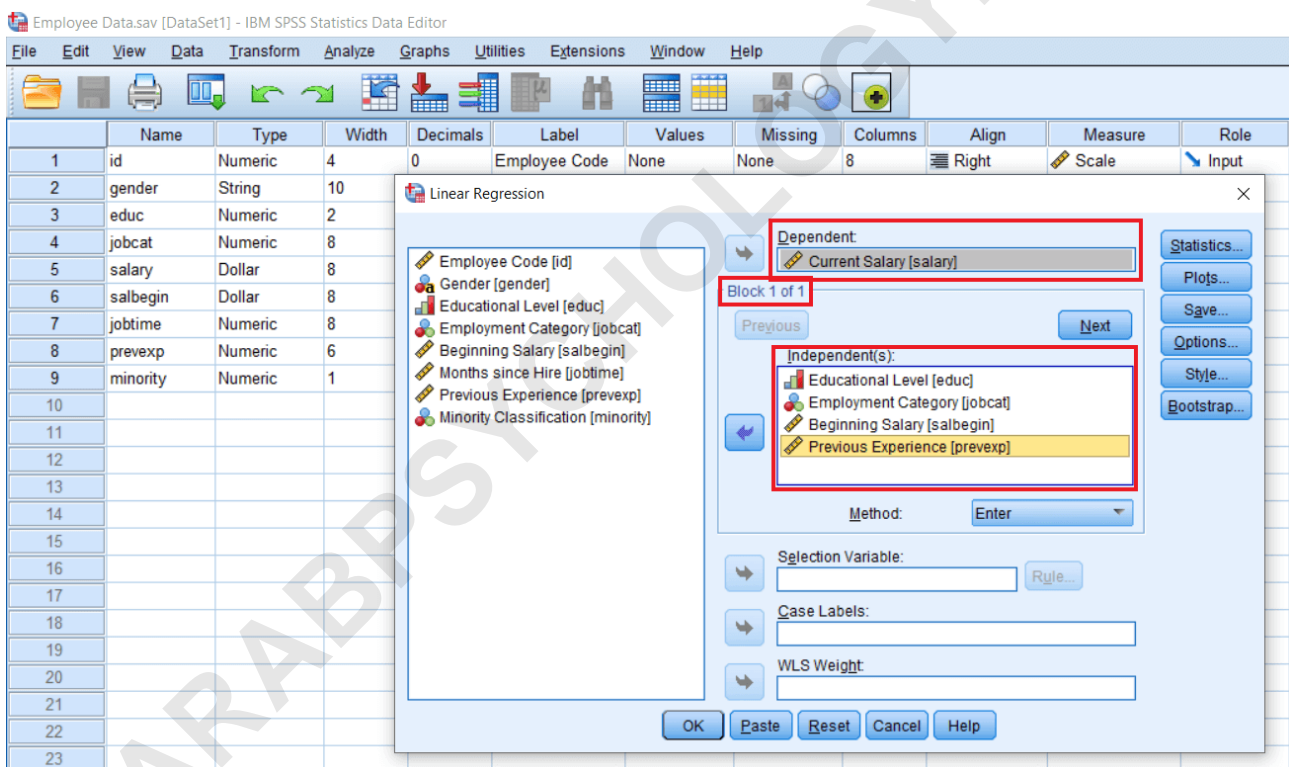 Employee Data.sav [DataSet1] - IBM SPSS Statistics Data Editor
File Edit View Data Transform Analyze Graphs Utilities Extensions Window Help
Name Type Width Decimals Label Values Missing Columns Align Measure Role
1 id Numeric 4 0 Employee Code None None 8 Right Scale Input
2 gender String 10
3 educ Numeric 2
4 jobcat Numeric 8
5 salary Dollar 8
6 salbegin Dollar 8
7 jobtime Numeric 8
8 prevexp Numeric 6
9 minority Numeric 1
10
11
12
13
14
15
16
17
18
19
20
21
22
23
Linear Regression
Employee Code [id]
Gender [gender]
Educational Level [educ]
Employment Category [jobcat]
Beginning Salary [salbegin]
Months since Hire [jobtime]
Previous Experience [prevexp]
Minority Classification [minority]
Dependent:
Current Salary [salary]
Block 1 of 1
Previous Next
Independent(s):
Educational Level [educ]
Employment Category [jobcat]
Beginning Salary [salbegin]
Previous Experience [prevexp]
Method: Enter
Selection Variable:
Rule...
Case Labels:
WLS Weight:
Statistics...
Plots...
Save...
Options...
Style...
Bootstrap...
OK Paste Reset Cancel Help
ARABPSYCHOLOGY